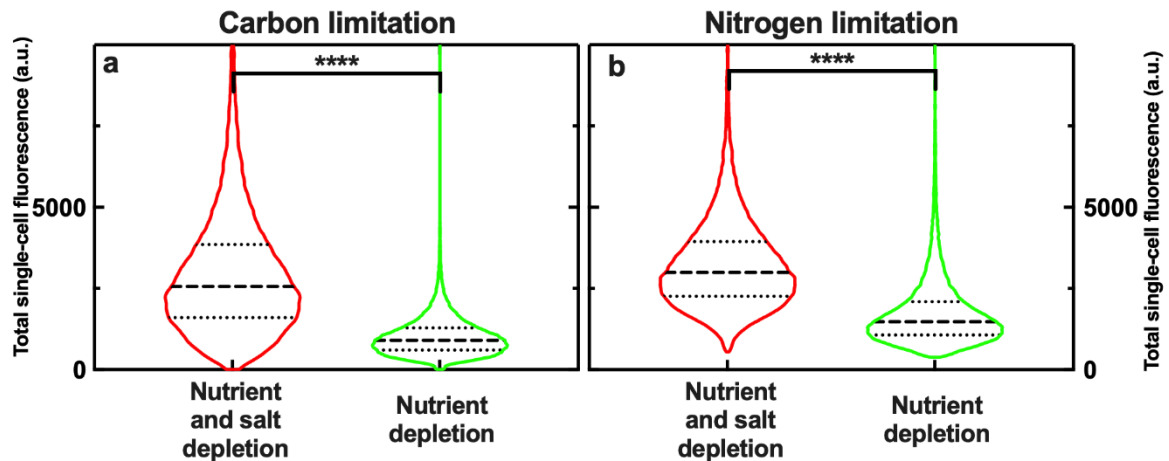 Carbon limitation
Nitrogen limitation
Total single-cell fluorescence (a.u.)
a
****
b
****
5000
0
5000
0
Total single-cell fluorescence (a.u.)
Nutrient
and salt
depletion
Nutrient
depletion
Nutrient
and salt
depletion
Nutrient
depletion